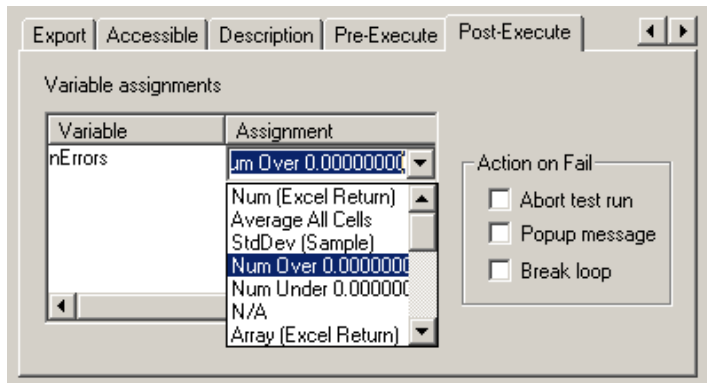 Export Accessible Description Pre-Execute Post-Execute
Variable assignments
Variable Assignment
nErrors
um Over 0.00000000
Num (Excel Return)
Average All Cells
StdDev (Sample)
Num Over 0.0000000
Num Under 0.000000
N/A
Array (Excel Return)
Action on Fail
Abort test run
Popup message
Break loop